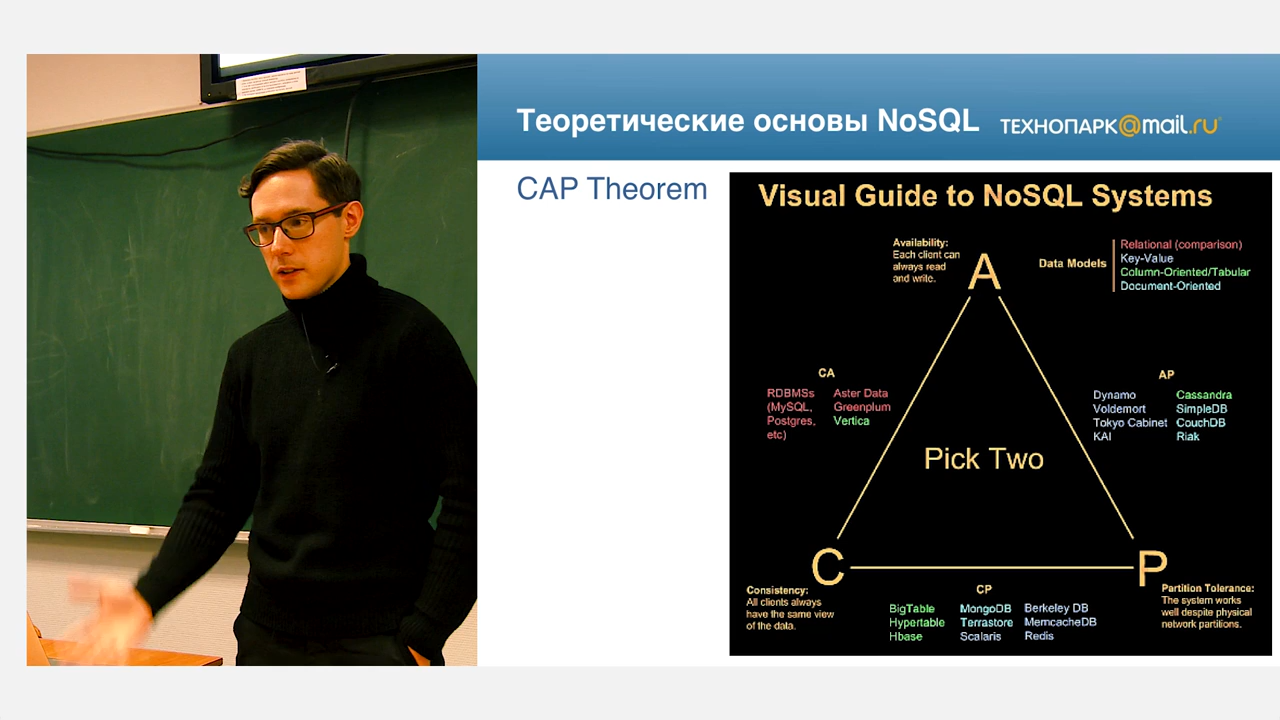 Теоретические основы NoSQL
ТЕХНОПАРК@mail.ru
CAP Theorem
Visual Guide to NoSQL Systems
Availability:
Each client can
always read
and write.
A
Data Models
Relational (comparison)
Key-Value
Column-Oriented/Tabular
Document-Oriented
CA
RDBMSs
(MySQL,
Postgres,
etc)
Aster Data
Greenplum
Vertica
AP
Dynamo
Voldemort
Tokyo Cabinet
KAI
Cassandra
SimpleDB
CouchDB
Riak
Pick Two
C
Consistency:
All clients always
have the same view
of the data.
P
Partition Tolerance:
The system works
well despite physical
network partitions.
CP
BigTable
Hypertable
Hbase
MongoDB
Terrastore
Scalaris
Berkeley DB
MemcacheDB
Redis